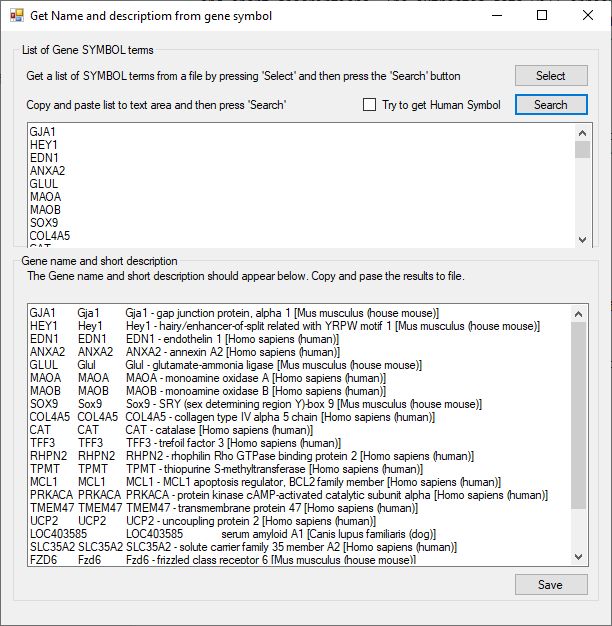 Get Name and descriptiom from gene symbol
List of Gene SYMBOL terms
Get a list of SYMBOL terms from a file by pressing 'Select' and then press the 'Search' button
Select
Copy and paste list to text area and then press 'Search'
Try to get Human Symbol
Search
GJA1
HEY1
EDN1
ANXA2
GLUL
MAOA
MAOB
SOX9
COL4A5
CAT
Gene name and short description
The Gene name and short description should appear below. Copy and pase the results to file.
GJA1 Gja1 Gja1 - gap junction protein, alpha 1 [Mus musculus (house mouse)]
HEY1 Hey1 Hey1 - hairy/enhancer-of-split related with YRPW motif 1 [Mus musculus (house mouse)]
EDN1 EDN1 EDN1 - endothelin 1 [Homo sapiens (human)]
ANXA2 ANXA2 ANXA2 - annexin A2 [Homo sapiens (human)]
GLUL Glul Glul - glutamate-ammonia ligase [Mus musculus (house mouse)]
MAOA MAOA MAOA - monoamine oxidase A [Homo sapiens (human)]
MAOB MAOB MAOB - monoamine oxidase B [Homo sapiens (human)]
SOX9 Sox9 Sox9 - SRY (sex determining region Y)-box 9 [Mus musculus (house mouse)]
COL4A5 COL4A5 COL4A5 - collagen type IV alpha 5 chain [Homo sapiens (human)]
CAT CAT CAT - catalase [Homo sapiens (human)]
TFF3 TFF3 TFF3 - trefoil factor 3 [Homo sapiens (human)]
RHPN2 RHPN2 RHPN2 - rhophilin Rho GTPase binding protein 2 [Homo sapiens (human)]
TPMT TPMT TPMT - thiopurine S-methyltransferase [Homo sapiens (human)]
MCL1 MCL1 MCL1 - MCL1 apoptosis regulator, BCL2 family member [Homo sapiens (human)]
PRKACA PRKACA PRKACA - protein kinase cAMP-activated catalytic subunit alpha [Homo sapiens (human)]
TMEM47 TMEM47 TMEM47 - transmembrane protein 47 [Homo sapiens (human)]
UCP2 UCP2 UCP2 - uncoupling protein 2 [Homo sapiens (human)]
LOC403585 LOC403585 serum amyloid A1 [Canis lupus familiaris (dog)]
SLC35A2 SLC35A2 SLC35A2 - solute carrier family 35 member A2 [Homo sapiens (human)]
FZD6 Fzd6 Fzd6 - frizzled class receptor 6 [Mus musculus (house mouse)]
Save